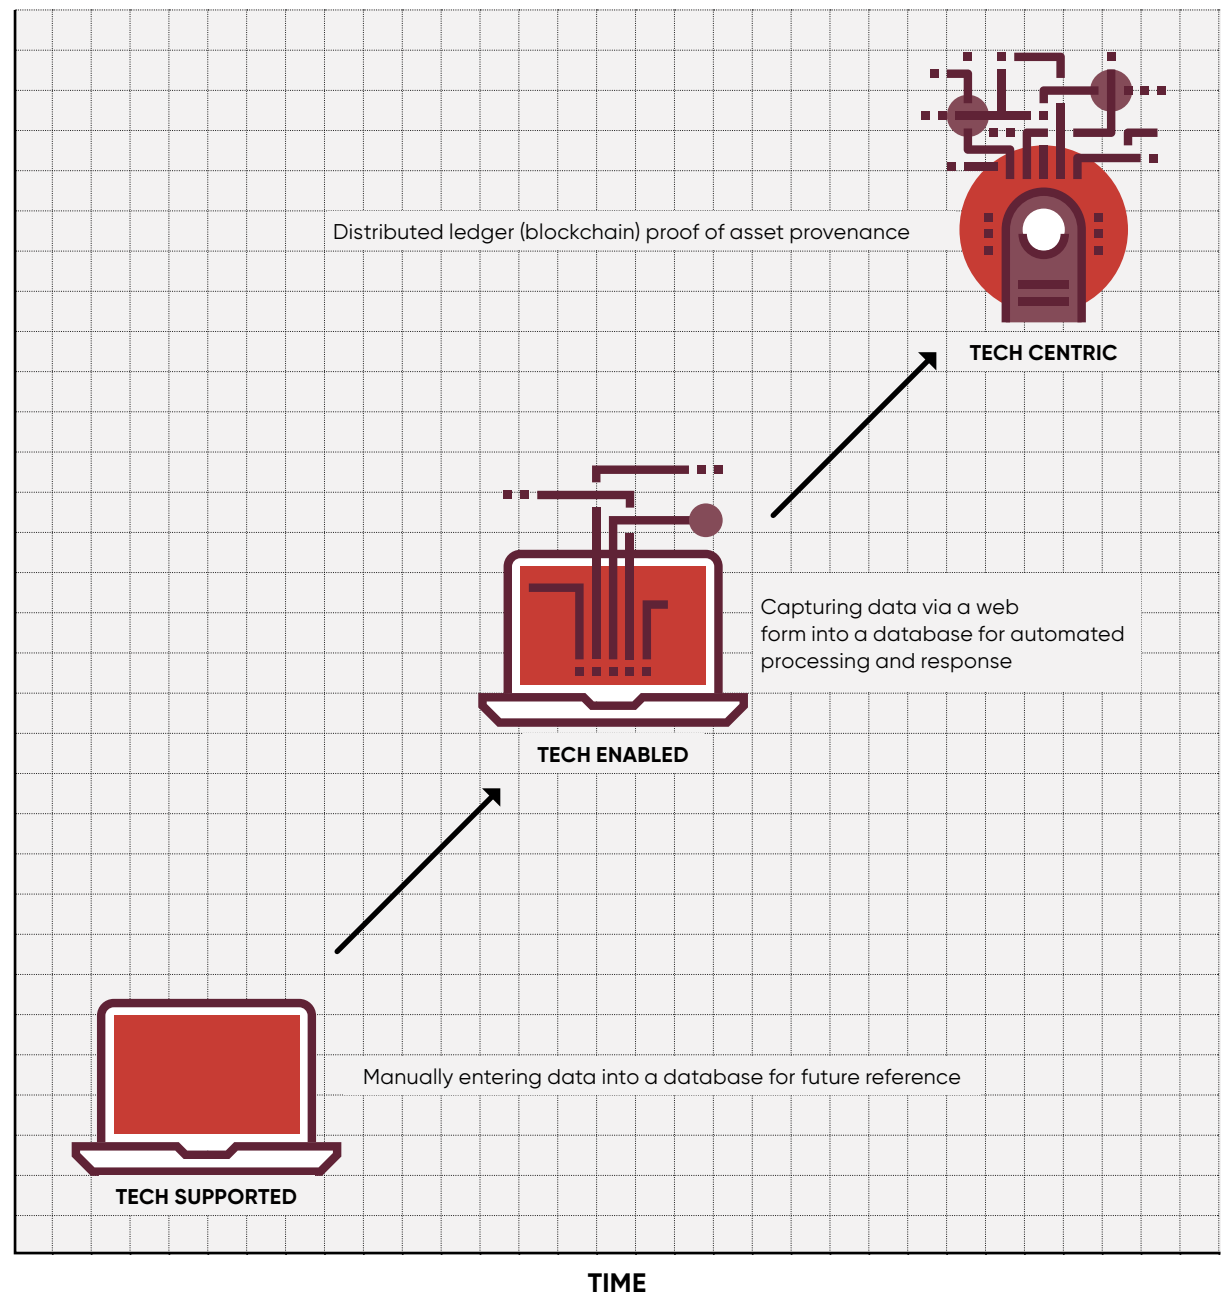 Distributed ledger (blockchain) proof of asset provenance
TECH CENTRIC
Capturing data via a web
form into a database for automated
processing and response
TECH ENABLED
Manually entering data into a database for future reference
TECH SUPPORTED
TIME